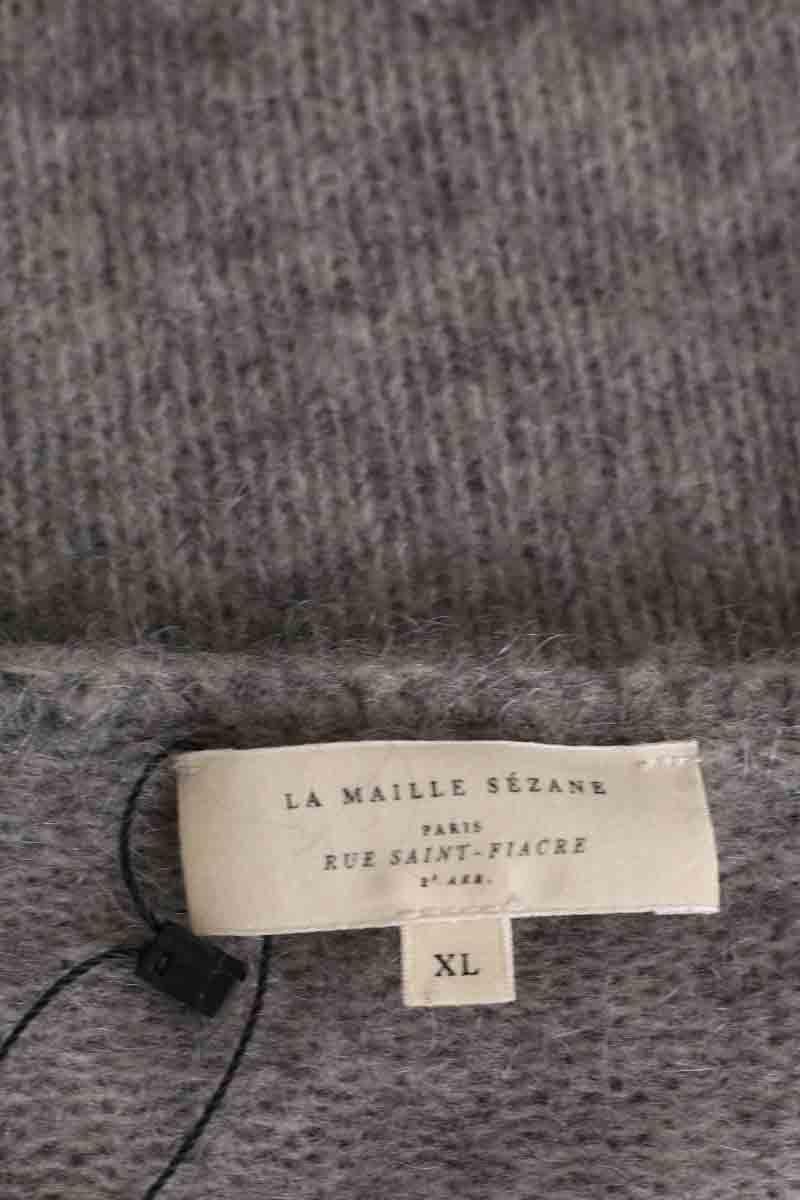 LA MAILLE SÉZANE
PARIS
RUE SAINT-FIACRE
2ᵉ ARR.
XL